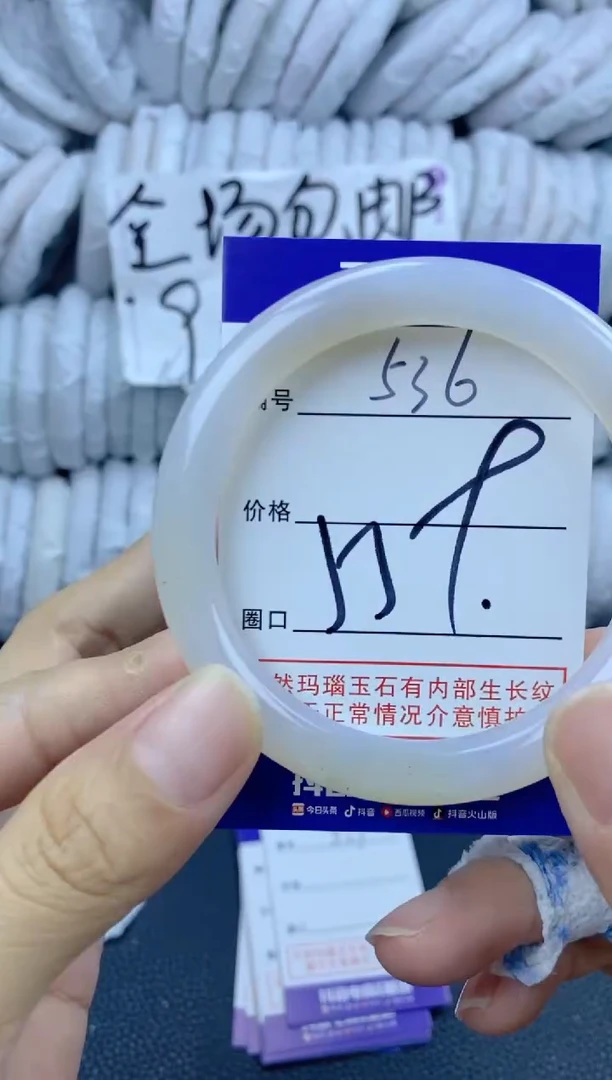 全场包邮
号 536
价格
圈口
然玛瑙玉石有内部生长纹
正常情况介意慎拍
今日头条 抖音 西瓜视频 抖音火山版